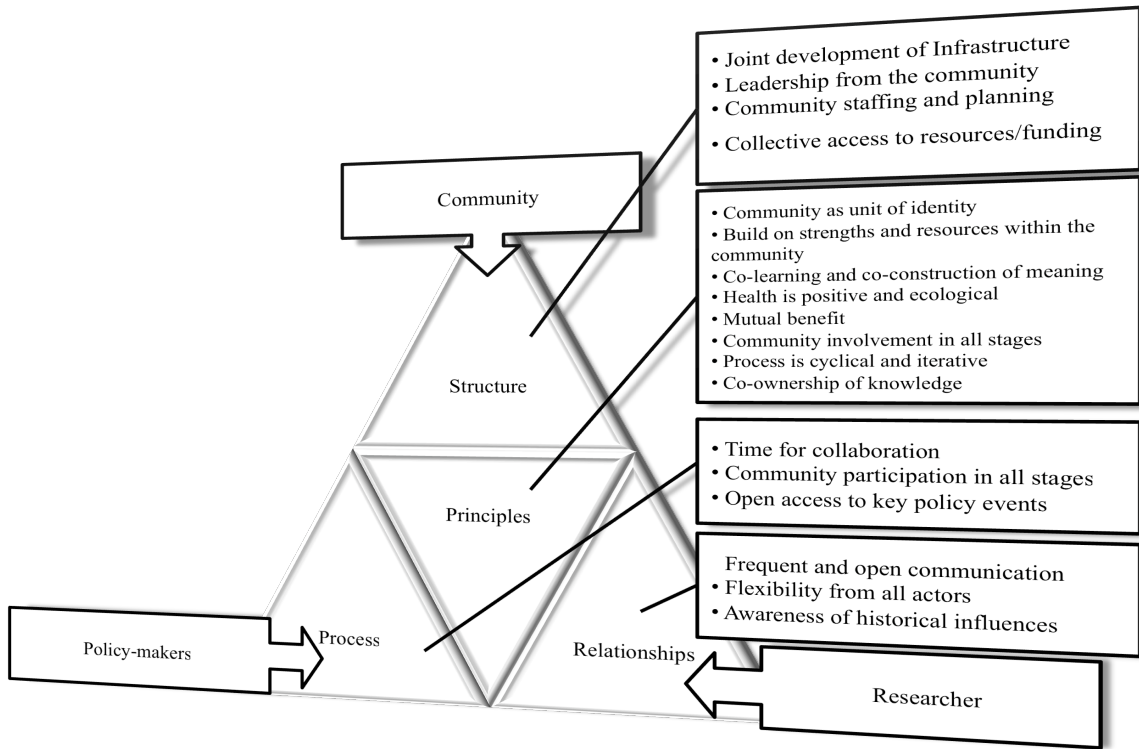 • Joint development of Infrastructure
• Leadership from the community
• Community staffing and planning
• Collective access to resources/funding
Community
• Community as unit of identity
• Build on strengths and resources within the
community
• Co-learning and co-construction of meaning
• Health is positive and ecological
• Mutual benefit
• Community involvement in all stages
• Process is cyclical and iterative
• Co-ownership of knowledge
Structure
• Time for collaboration
• Community participation in all stages
• Open access to key policy events
Principles
Frequent and open communication
• Flexibility from all actors
• Awareness of historical influences
Policy-makers
Process
Relationships
Researcher